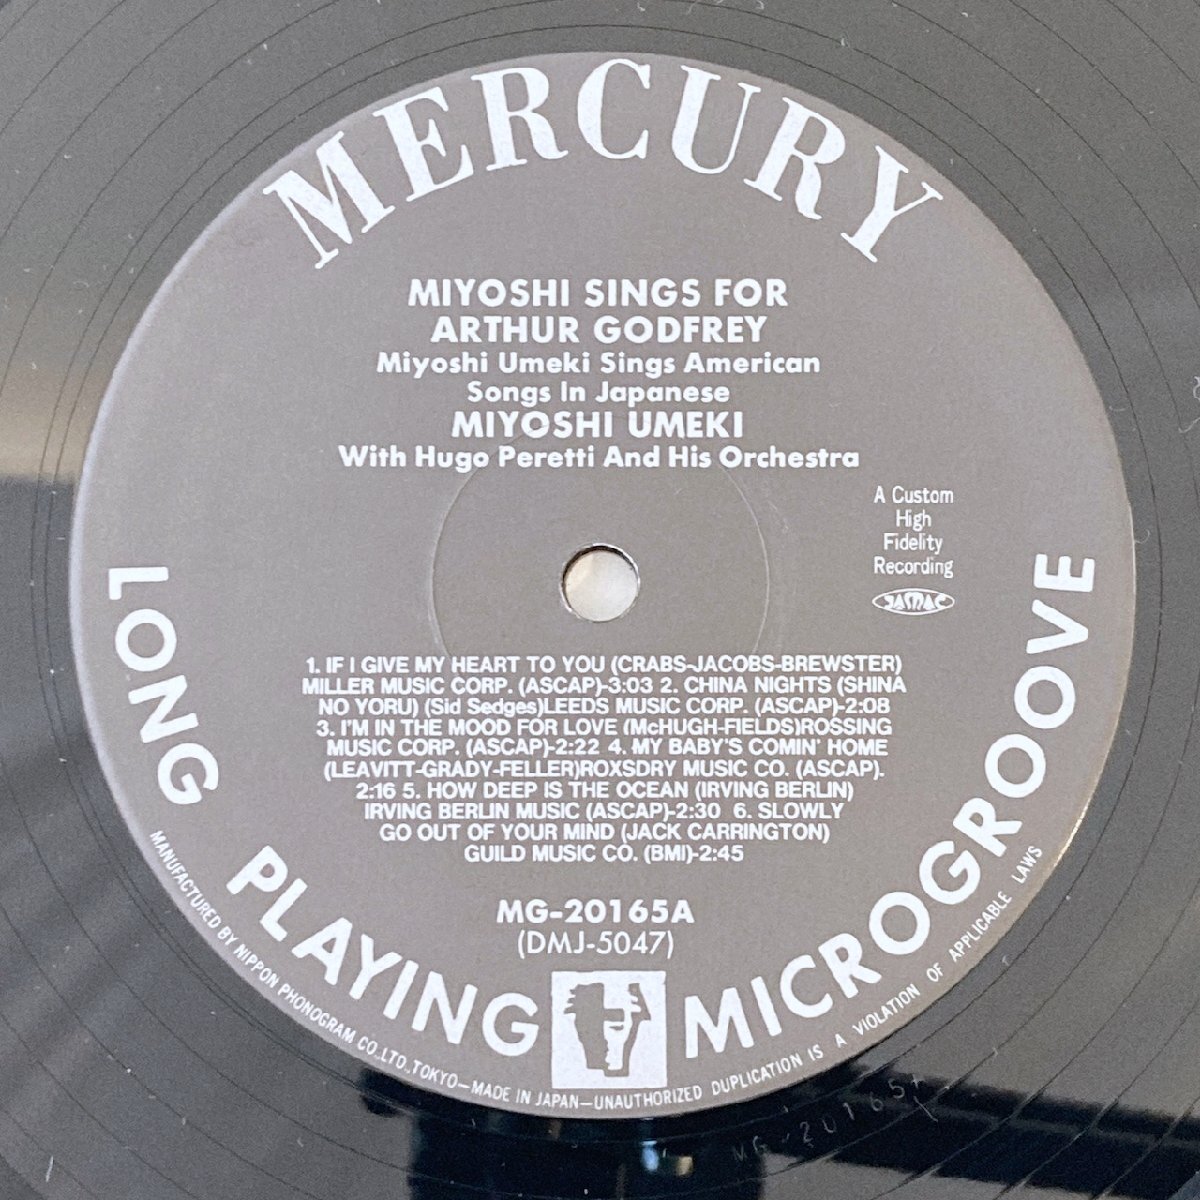 MERCURY
MIYOSHI SINGS FOR
ARTHUR GODFREY
Miyoshi Umeki Sings American
Songs In Japanese
MIYOSHI UMEKI
With Hugo Peretti And His Orchestra
A Custom
High
Fidelity
Recording
JASRAC
1. IF I GIVE MY HEART TO YOU (CRABS-JACOBS-BREWSTER)
MILLER MUSIC CORP. (ASCAP)-3:03 2. CHINA NIGHTS (SHINA
NO YORU) (Sid Sedges)LEEDS MUSIC CORP. (ASCAP)-2:08
3. I'M IN THE MOOD FOR LOVE (McHUGH-FIELDS)ROSSING
MUSIC CORP. (ASCAP)-2:22 4. MY BABY'S COMIN' HOME
(LEAVITT-GRADY-FELLER)ROXSDRY MUSIC CO. (ASCAP).
2:16 5. HOW DEEP IS THE OCEAN (IRVING BERLIN)
IRVING BERLIN MUSIC (ASCAP)-2:30 6. SLOWLY
GO OUT OF YOUR MIND (JACK CARRINGTON)
GUILD MUSIC CO. (BMI)-2:45
MG-20165A
(DMJ-5047)
LONG PLAYING MICROGROOVE
MANUFACTURED BY NIPPON PHONOGRAM CO.,LTD.,TOKYO—MADE IN JAPAN—UNAUTHORIZED DUPLICATION IS A VIOLATION OF APPLICABLE LAWS
MG-20165